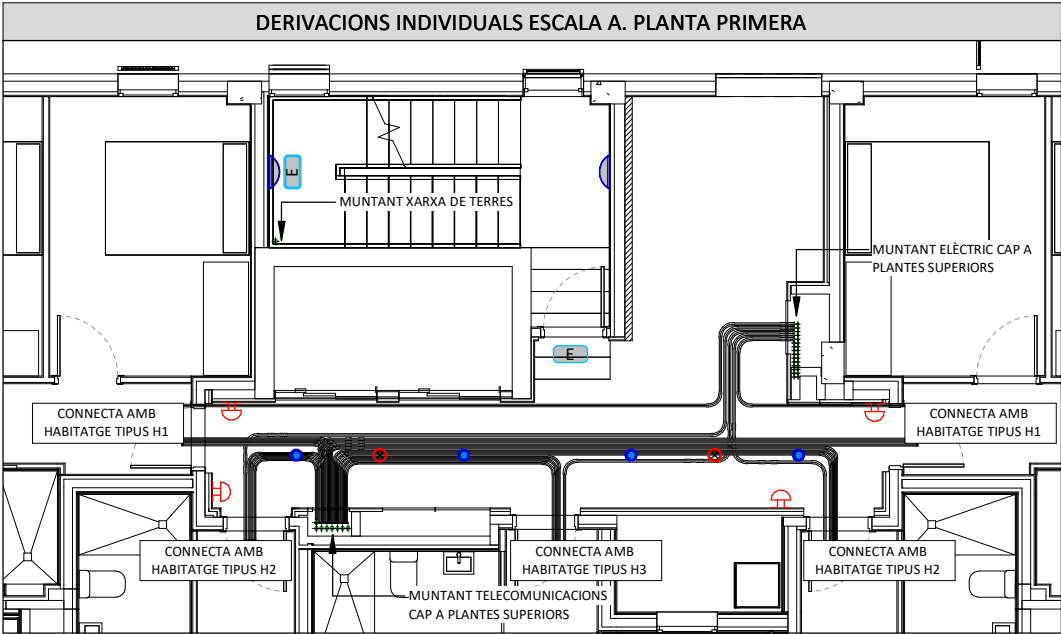 DERIVACIONS INDIVIDUALS ESCALA A. PLANTA PRIMERA
E
MUNTANT XARXA DE TERRES
MUNTANT ELÈCTRIC CAP A
PLANTES SUPERIORS
E
CONNECTA AMB
HABITATGE TIPUS H1
CONNECTA AMB
HABITATGE TIPUS H1
CONNECTA AMB
HABITATGE TIPUS H2
CONNECTA AMB
HABITATGE TIPUS H3
CONNECTA AMB
HABITATGE TIPUS H2
MUNTANT TELECOMUNICACIONS
CAP A PLANTES SUPERIORS